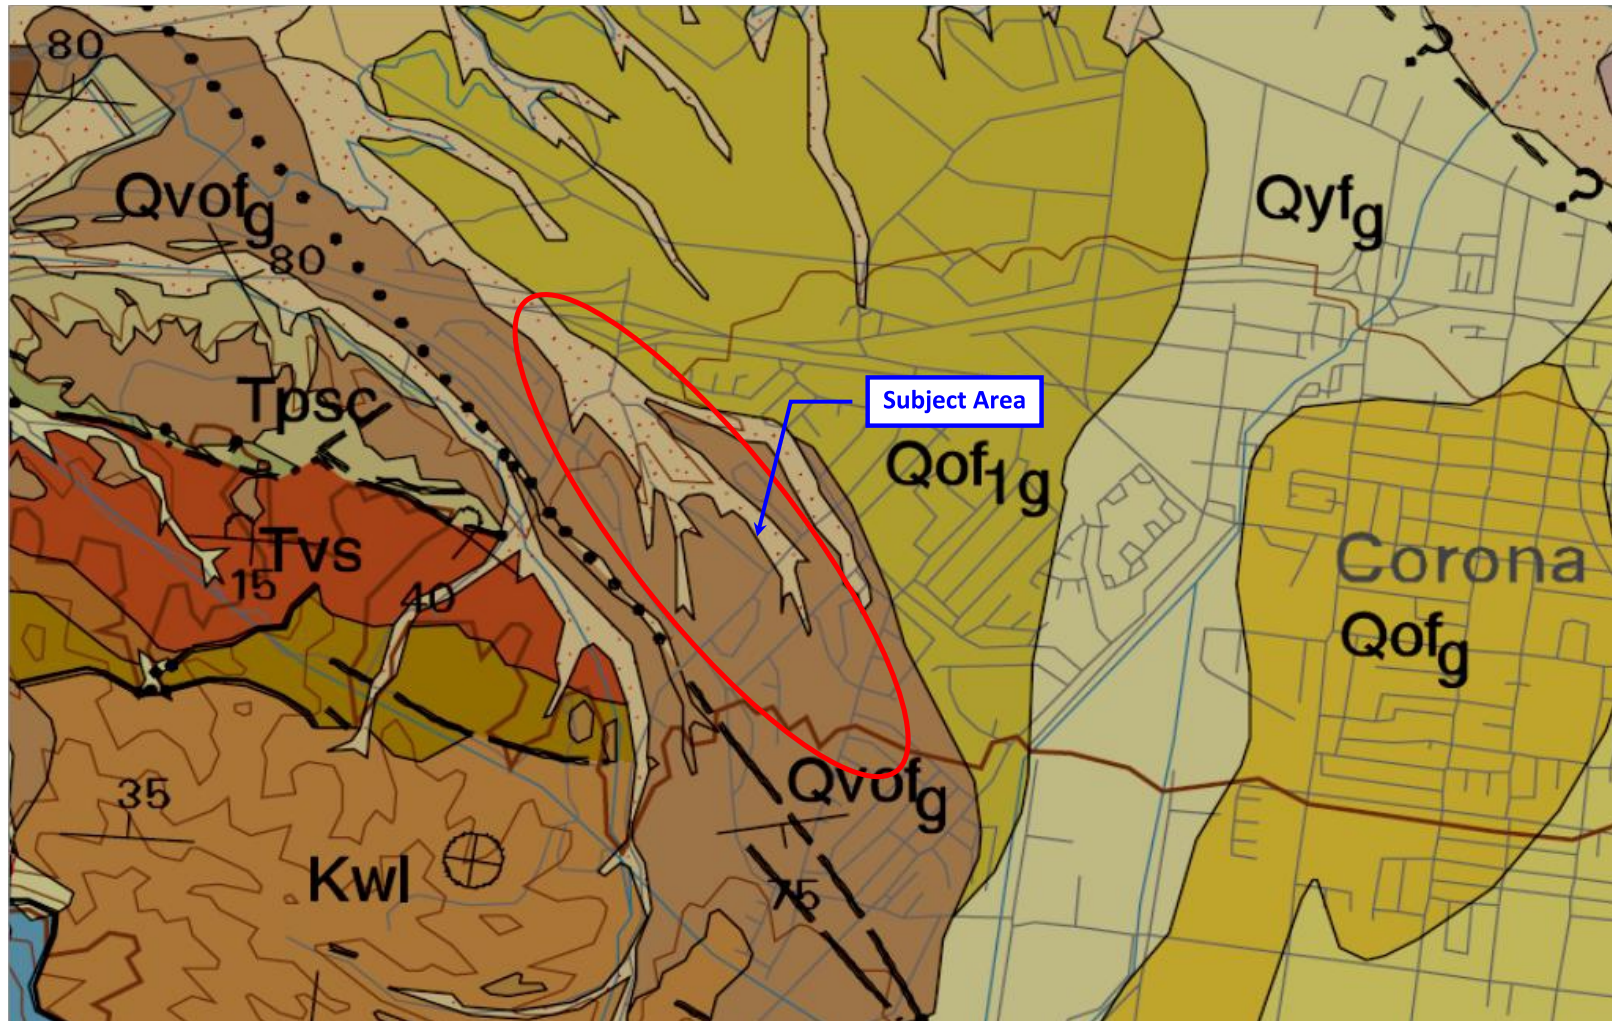 80
?
Qvofg
Qyfg
?
80
Tpsc
Subject Area
Qof1g
Corona
Tvs
15
40
Qofg
35
Qvofg
Kwl
75